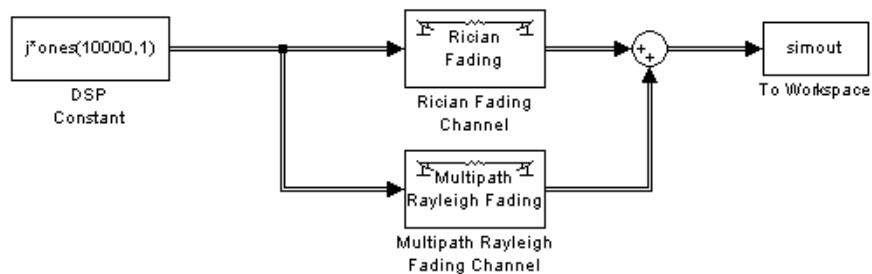 j*ones(10000,1)
DSP
Constant
Rician
Fading
Rician Fading
Channel
+
+
simout
To Workspace
Multipath
Rayleigh Fading
Multipath Rayleigh
Fading Channel